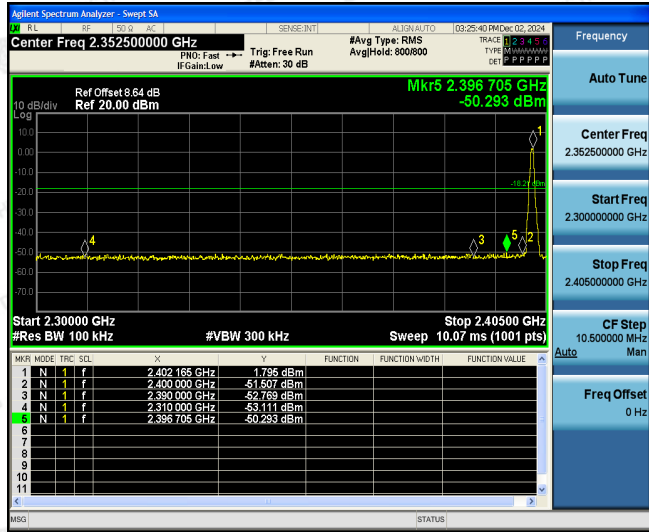 Agilent Spectrum Analyzer - Swept SA
LXI RL RF 50 Ω AC SENSE:INT ALIGN AUTO 03:25:40 PM Dec 02, 2024
Center Freq 2.352500000 GHz
PNO: Fast
IFGain:Low
Trig: Free Run
#Atten: 30 dB
#Avg Type: RMS
Avg|Hold: 800/800
TRACE 1 2 3 4 5 6
TYPE M
DET P P P P P P
Mkr5 2.396 705 GHz
-50.293 dBm
Ref Offset 8.64 dB
10 dB/div Ref 20.00 dBm
Log
10.0
0.00
-10.0
-20.0
-30.0
-40.0
-50.0
-60.0
-70.0
-18.21 dBm
1
4
3
5
2
Start 2.30000 GHz Stop 2.40500 GHz
#Res BW 100 kHz #VBW 300 kHz Sweep 10.07 ms (1001 pts)
MKR MODE TRC SCL X Y FUNCTION FUNCTION WIDTH FUNCTION VALUE
1 N 1 f 2.402 165 GHz 1.795 dBm
2 N 1 f 2.400 000 GHz -51.507 dBm
3 N 1 f 2.390 000 GHz -52.769 dBm
4 N 1 f 2.310 000 GHz -53.111 dBm
5 N 1 f 2.396 705 GHz -50.293 dBm
6
7
8
9
10
11
MSG STATUS
Frequency
Auto Tune
Center Freq
2.352500000 GHz
Start Freq
2.300000000 GHz
Stop Freq
2.405000000 GHz
CF Step
10.500000 MHz
Auto Man
Freq Offset
0 Hz